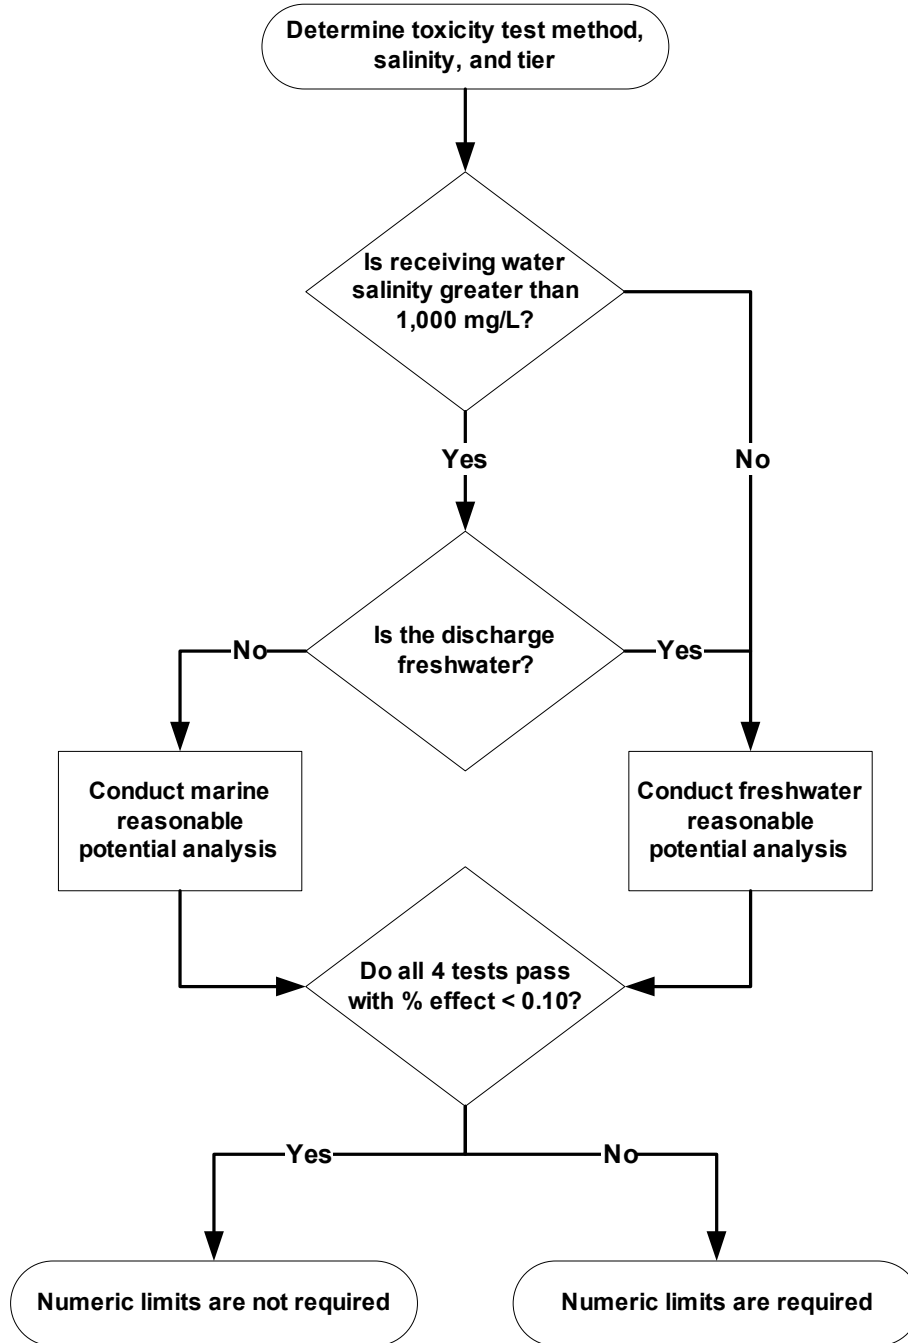 Determine toxicity test method,
salinity, and tier
Is receiving water
salinity greater than
1,000 mg/L?
Yes
No
Is the discharge
freshwater?
No
Yes
Conduct marine
reasonable
potential analysis
Conduct freshwater
reasonable
potential analysis
Do all 4 tests pass
with % effect < 0.10?
Yes
No
Numeric limits are not required
Numeric limits are required